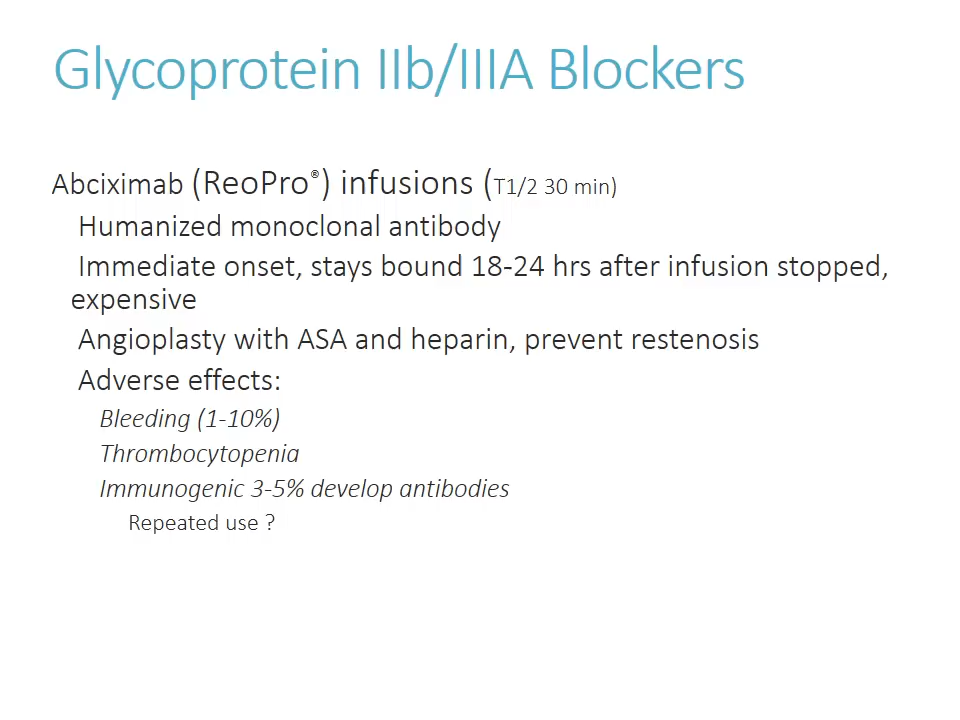 Glycoprotein IIb/IIIA Blockers
Abciximab (ReoPro®) infusions (T1/2 30 min)
Humanized monoclonal antibody
Immediate onset, stays bound 18-24 hrs after infusion stopped,
expensive
Angioplasty with ASA and heparin, prevent restenosis
Adverse effects:
Bleeding (1-10%)
Thrombocytopenia
Immunogenic 3-5% develop antibodies
Repeated use ?